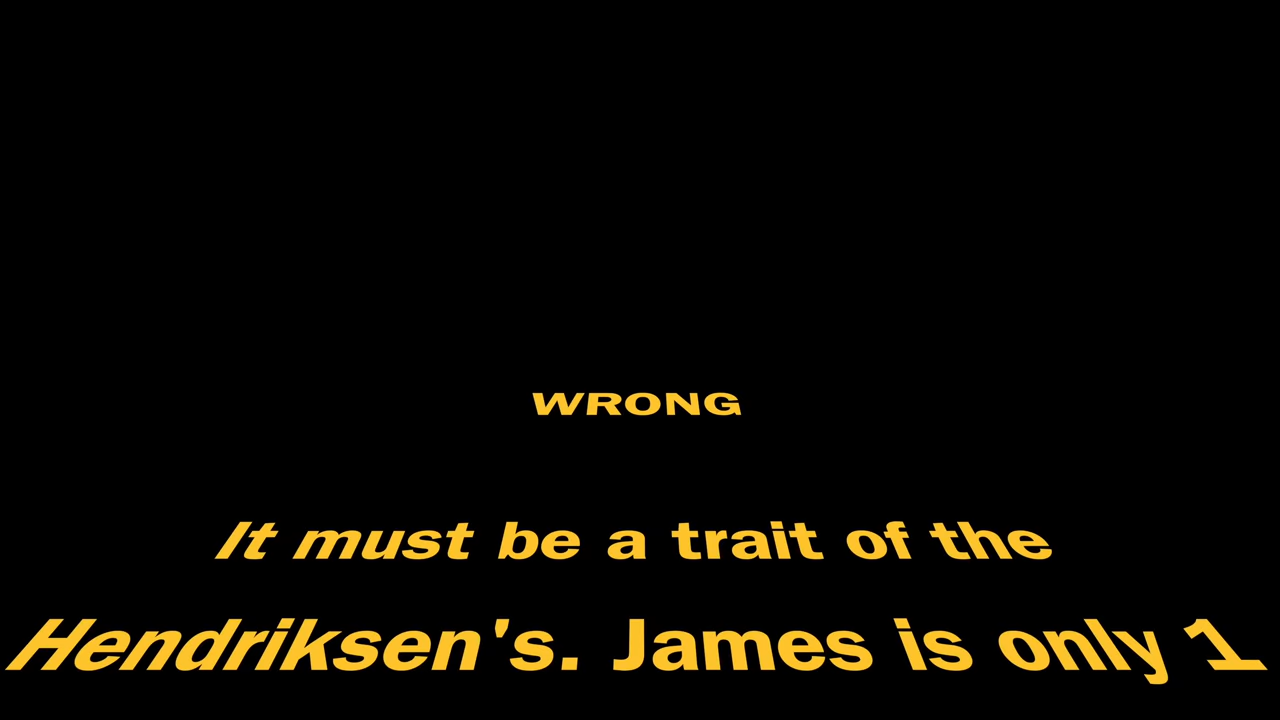 WRONG
It must be a trait of the
Hendriksen's. James is only 1